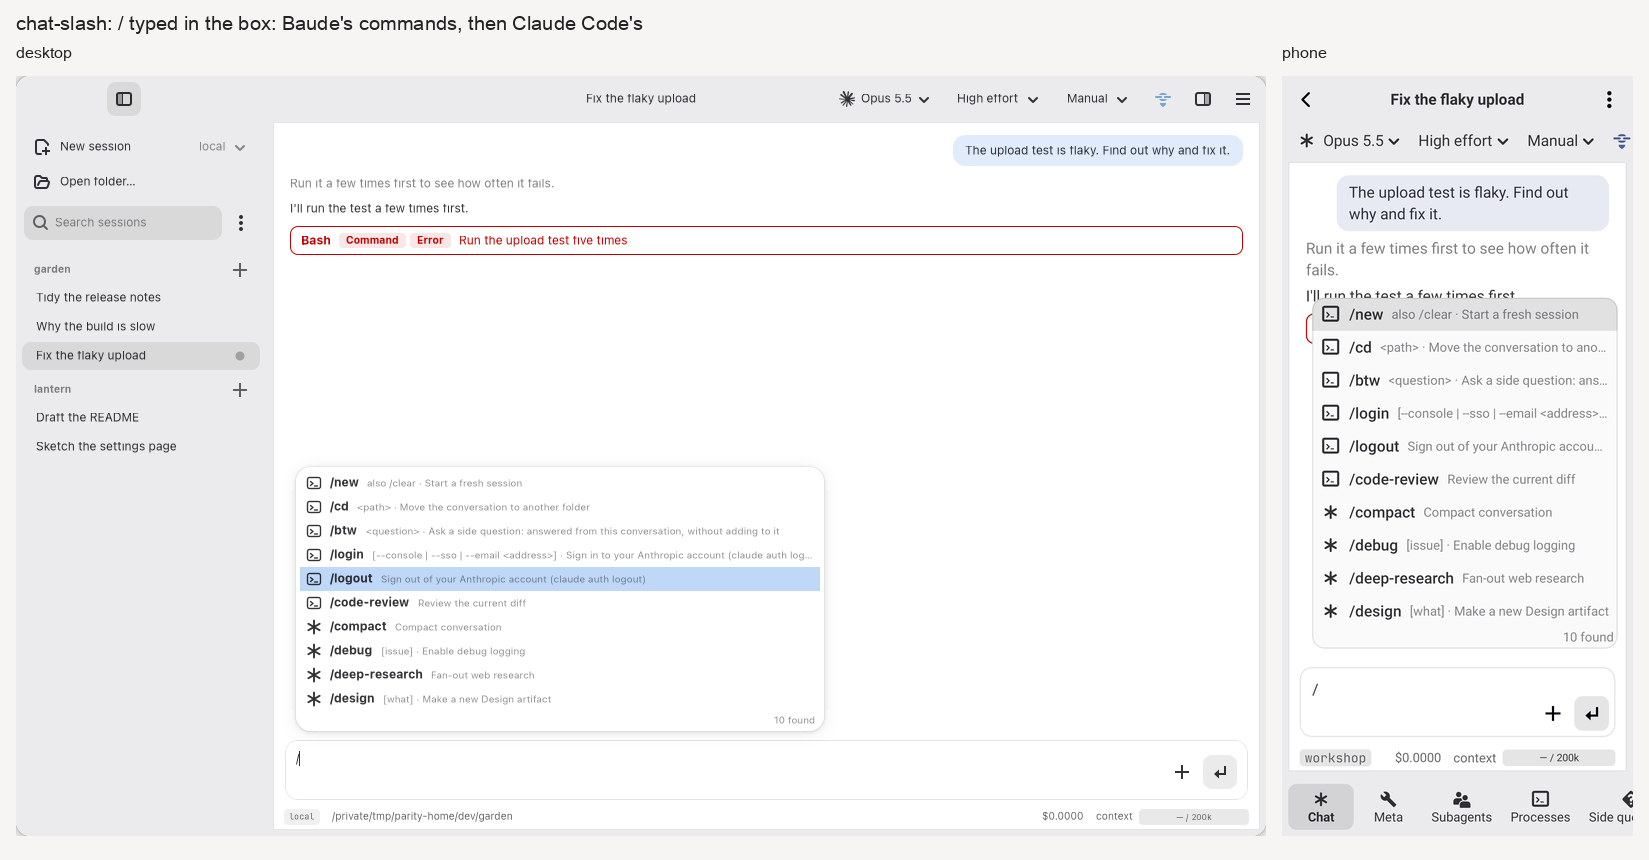 chat-slash: / typed in the box: Baude's commands, then Claude Code's
desktop
Fix the flaky upload
Opus 5.5
High effort
Manual
New session
local
Open folder...
Search sessions
garden
Tidy the release notes
Why the build is slow
Fix the flaky upload
lantern
Draft the README
Sketch the settings page
The upload test is flaky. Find out why and fix it.
Run it a few times first to see how often it fails.
I'll run the test a few times first.
Bash Command Error Run the upload test five times
/new also /clear · Start a fresh session
/cd <path> · Move the conversation to another folder
/btw <question> · Ask a side question: answered from this conversation, without adding to it
/login [--console | --sso | --email <address>] · Sign in to your Anthropic account (claude auth log...
/logout Sign out of your Anthropic account (claude auth logout)
/code-review Review the current diff
/compact Compact conversation
/debug [issue] · Enable debug logging
/deep-research Fan-out web research
/design [what] · Make a new Design artifact
10 found
/
local /private/tmp/parity-home/dev/garden
$0.0000 context — / 200k
phone
Fix the flaky upload
Opus 5.5 High effort Manual
The upload test is flaky. Find out
why and fix it.
Run it a few times first to see how often it
fails.
I'll run the test a few times first.
/new also /clear · Start a fresh session
/cd <path> · Move the conversation to ano...
/btw <question> · Ask a side question: ans...
/login [--console | --sso | --email <address>...
/logout Sign out of your Anthropic accou...
/code-review Review the current diff
/compact Compact conversation
/debug [issue] · Enable debug logging
/deep-research Fan-out web research
/design [what] · Make a new Design artifact
10 found
/
workshop $0.0000 context — / 200k
Chat Meta Subagents Processes Side qu